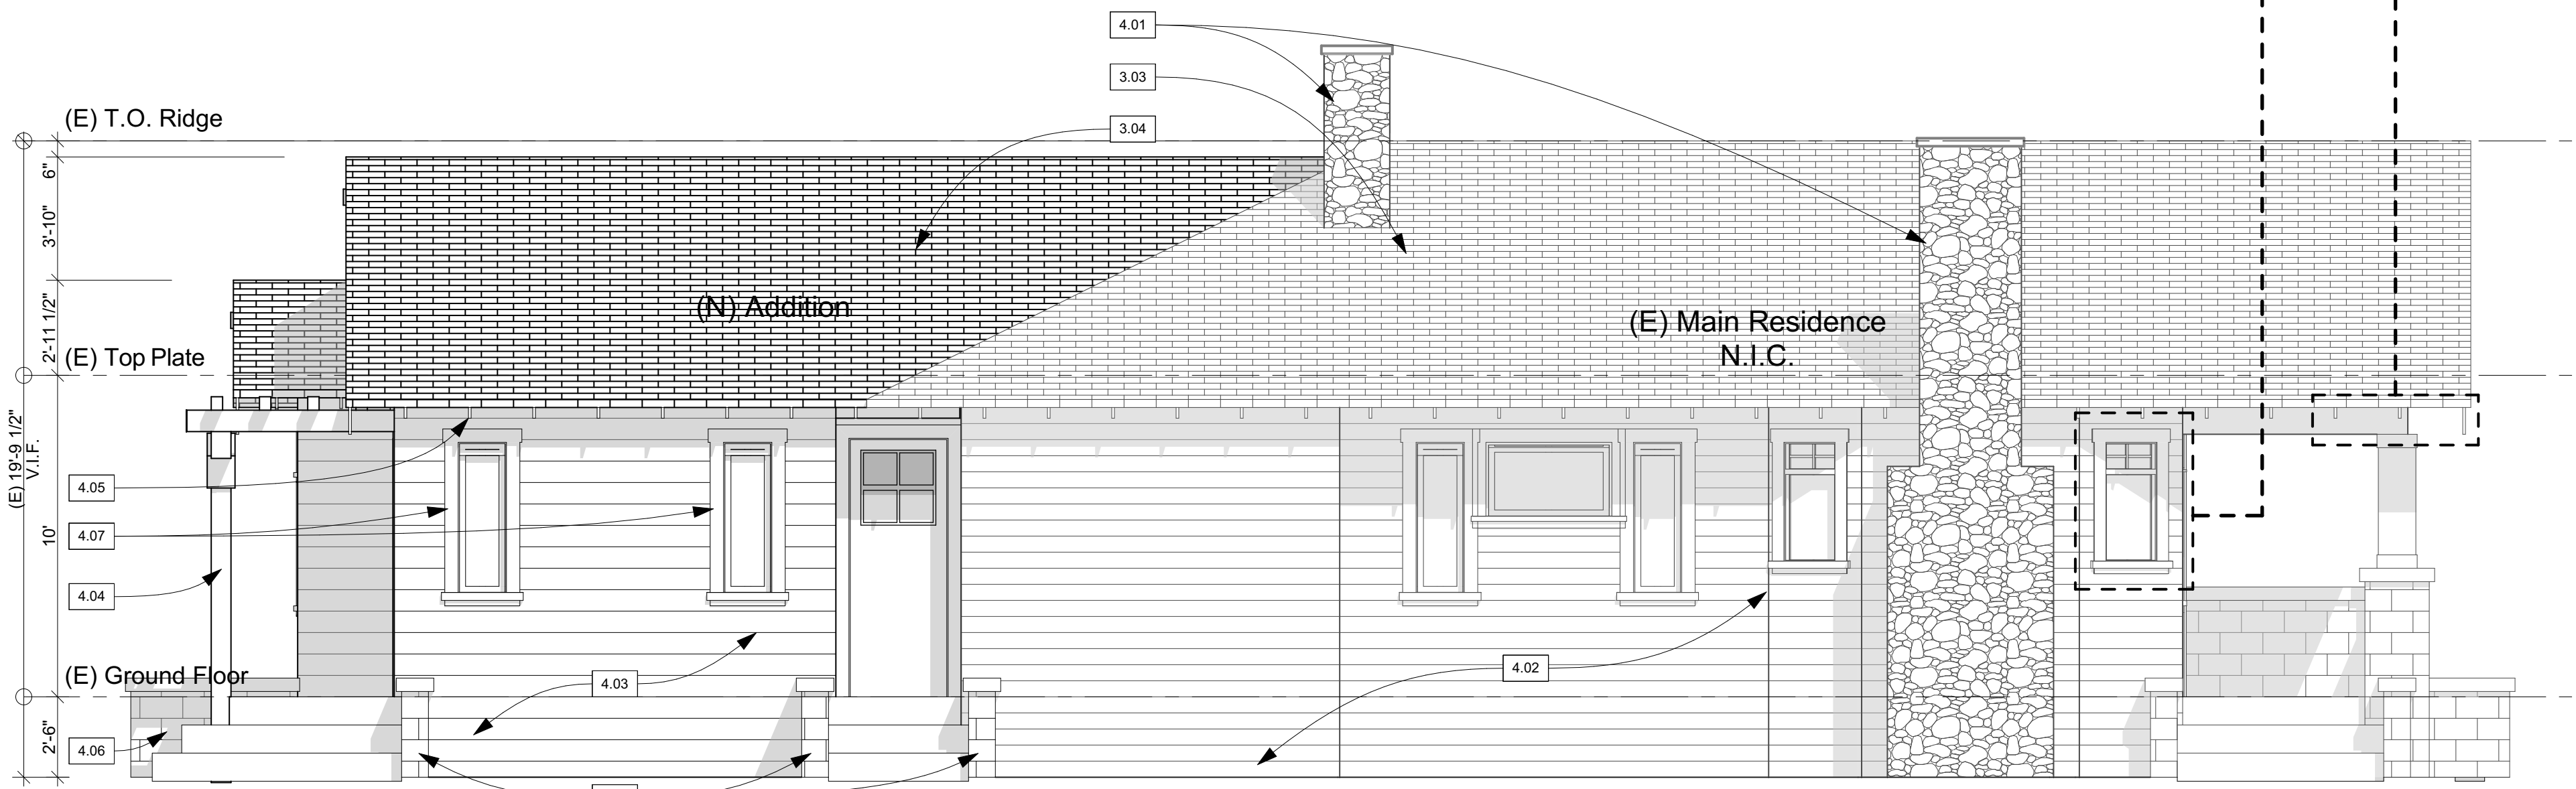 4.01
3.03
3.04
(E) T.O. Ridge
6"
3'-10"
2'-11 1/2"
(N) Addition
(E) Main Residence
N.I.C.
(E) Top Plate
(E) 19'-9 1/2"
V.I.F.
10'
4.05
4.07
4.04
4.03
4.02
(E) Ground Floor
2'-6"
4.06